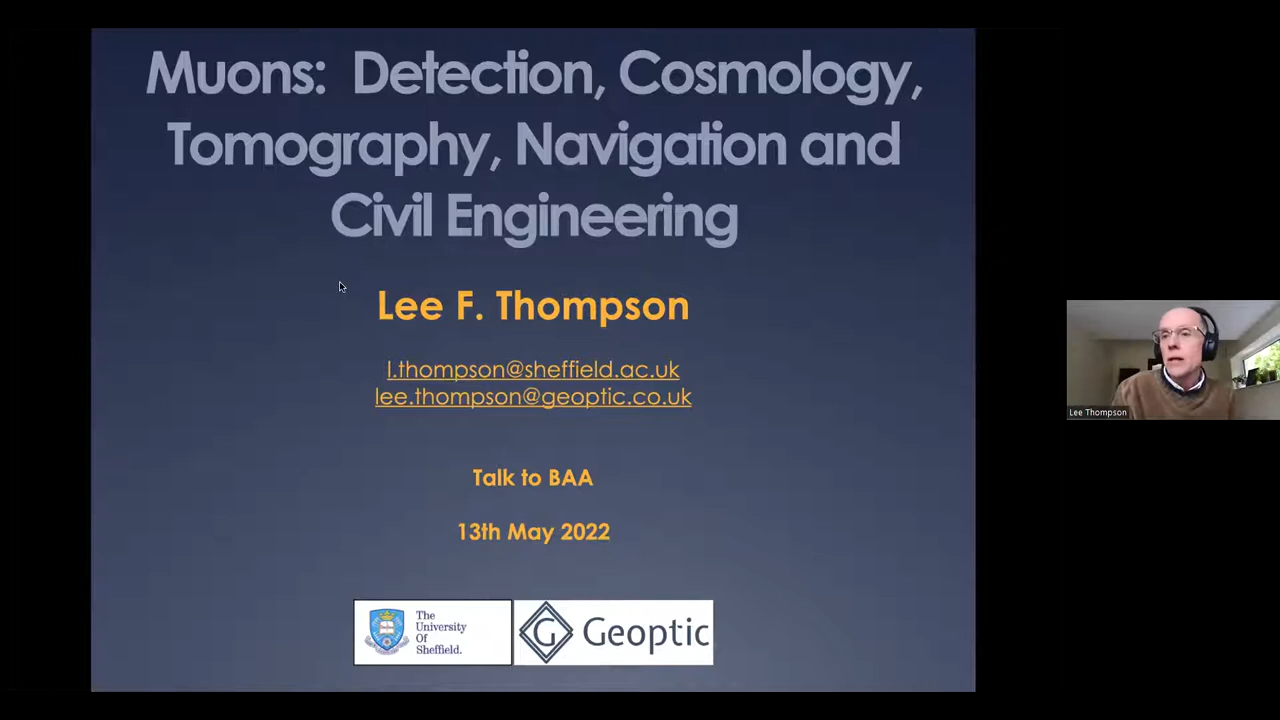 Muons: Detection, Cosmology,
Tomography, Navigation and
Civil Engineering
Lee F. Thompson
l.thompson@sheffield.ac.uk
lee.thompson@geoptic.co.uk
Talk to BAA
13th May 2022
The
University
Of
Sheffield.
G Geoptic
Lee Thompson